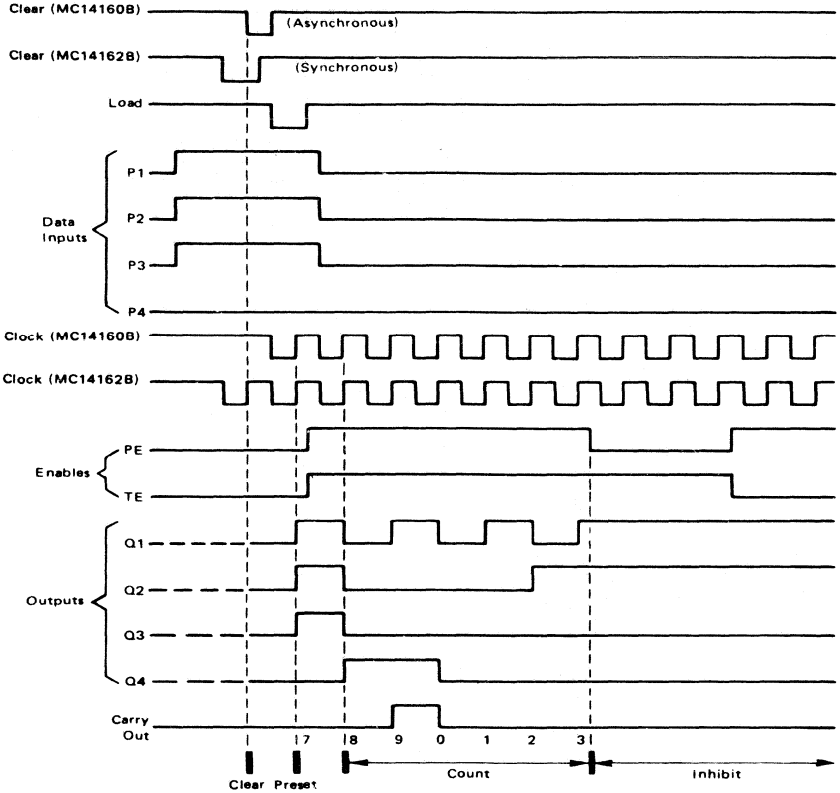 Clear (MC14160B)
(Asynchronous)
Clear (MC14162B)
(Synchronous)
Load
P1
P2
Data
Inputs
P3
P4
Clock (MC14160B)
Clock (MC14162B)
PE
Enables
TE
Q1
Q2
Outputs
Q3
Q4
Carry
Out
7 8 9 0 1 2 3
Clear Preset Count Inhibit